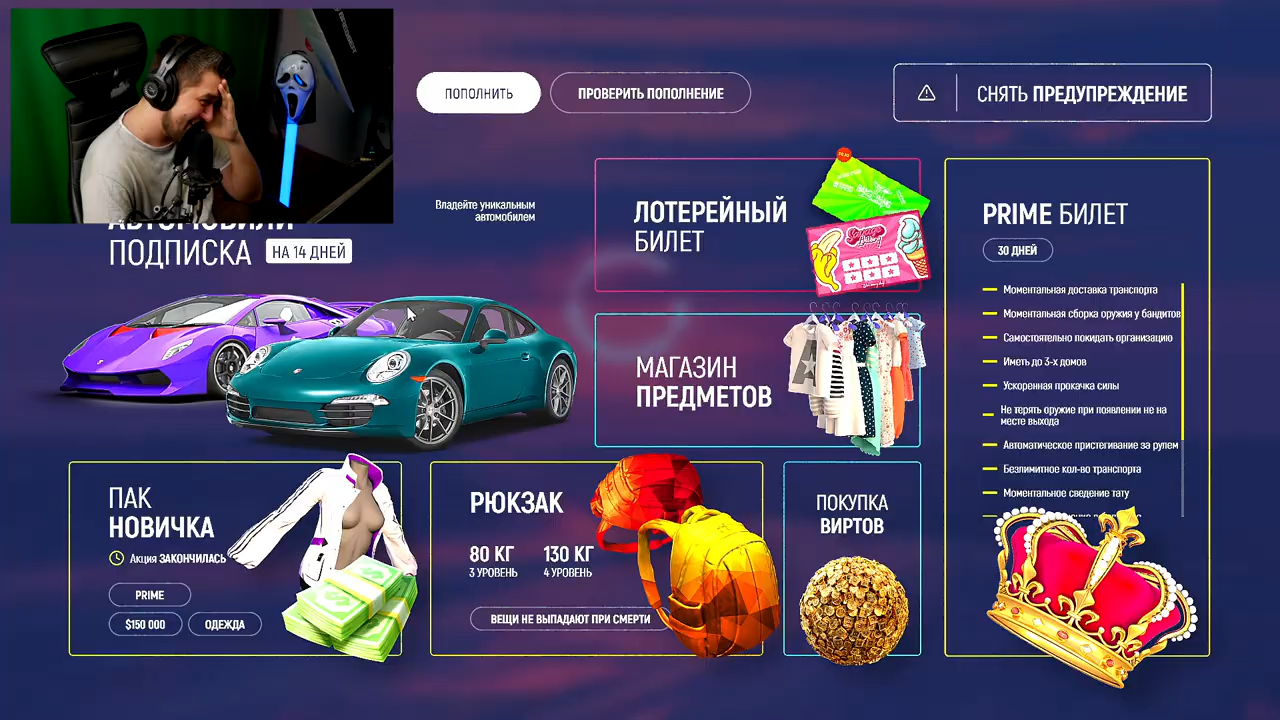 ПОПОЛНИТЬ
ПРОВЕРИТЬ ПОПОЛНЕНИЕ
СНЯТЬ ПРЕДУПРЕЖДЕНИЕ
АВТОМОБИЛИ
ПОДПИСКА НА 14 ДНЕЙ
Владейте уникальным
автомобилем
ЛОТЕРЕЙНЫЙ
БИЛЕТ
МАГАЗИН
ПРЕДМЕТОВ
PRIME БИЛЕТ
30 ДНЕЙ
Моментальная доставка транспорта
Моментальная сборка оружия у бандитов
Самостоятельно покидать организацию
Иметь до 3-х домов
Ускоренная прокачка силы
Не терять оружие при появлении не на
месте выхода
Автоматическое пристегивание за рулем
Безлимитное кол-во транспорта
Моментальное сведение тату
ПАК
НОВИЧКА
Акция ЗАКОНЧИЛАСЬ
PRIME
$150 000
ОДЕЖДА
РЮКЗАК
80 КГ
3 УРОВЕНЬ
130 КГ
4 УРОВЕНЬ
ВЕЩИ НЕ ВЫПАДАЮТ ПРИ СМЕРТИ
ПОКУПКА
ВИРТОВ